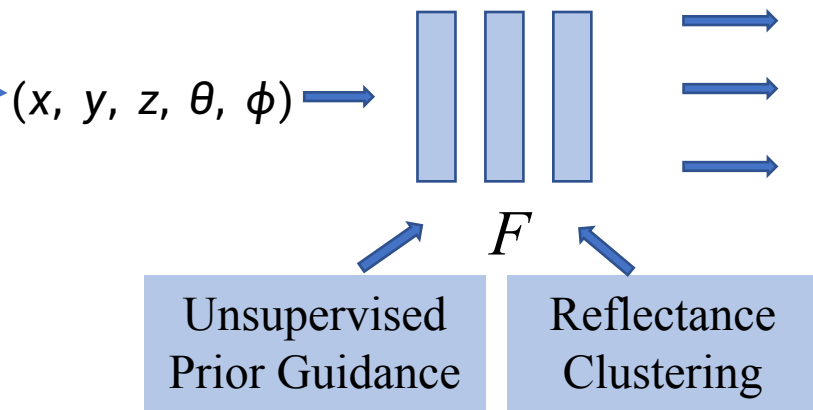 (x, y, z, θ, ϕ)
F
Unsupervised
Prior Guidance
Reflectance
Clustering